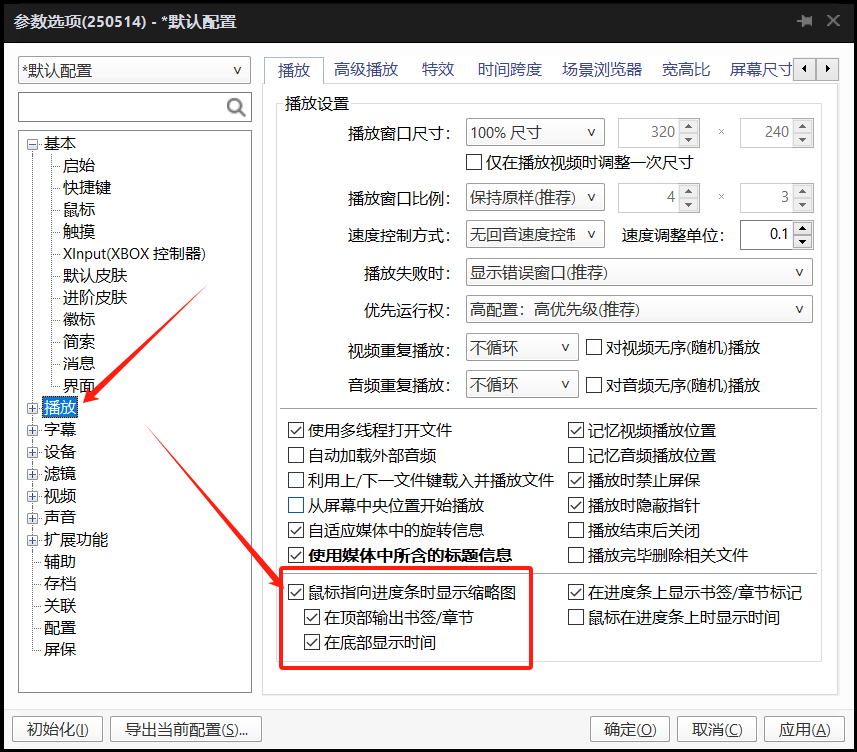 参数选项(250514) - *默认配置
*默认配置
基本
启始
快捷键
鼠标
触摸
XInput(XBOX 控制器)
默认皮肤
进阶皮肤
徽标
简索
消息
界面
播放
字幕
设备
滤镜
视频
声音
扩展功能
辅助
存档
关联
配置
屏保
播放 高级播放 特效 时间跨度 场景浏览器 宽高比 屏幕尺寸
播放设置
播放窗口尺寸： 100% 尺寸 320 × 240
仅在播放视频时调整一次尺寸
播放窗口比例： 保持原样(推荐) 4 × 3
速度控制方式： 无回音速度控制 速度调整单位： 0.1
播放失败时： 显示错误窗口(推荐)
优先运行权： 高配置：高优先级(推荐)
视频重复播放： 不循环 对视频无序(随机)播放
音频重复播放： 不循环 对音频无序(随机)播放
使用多线程打开文件 记忆视频播放位置
自动加载外部音频 记忆音频播放位置
利用上/下一文件键载入并播放文件 播放时禁止屏保
从屏幕中央位置开始播放 播放时隐蔽指针
自适应媒体中的旋转信息 播放结束后关闭
使用媒体中所含的标题信息 播放完毕删除相关文件
鼠标指向进度条时显示缩略图 在进度条上显示书签/章节标记
在顶部输出书签/章节 鼠标在进度条上时显示时间
在底部显示时间
初始化(I) 导出当前配置(S)... 确定(O) 取消(C) 应用(A)